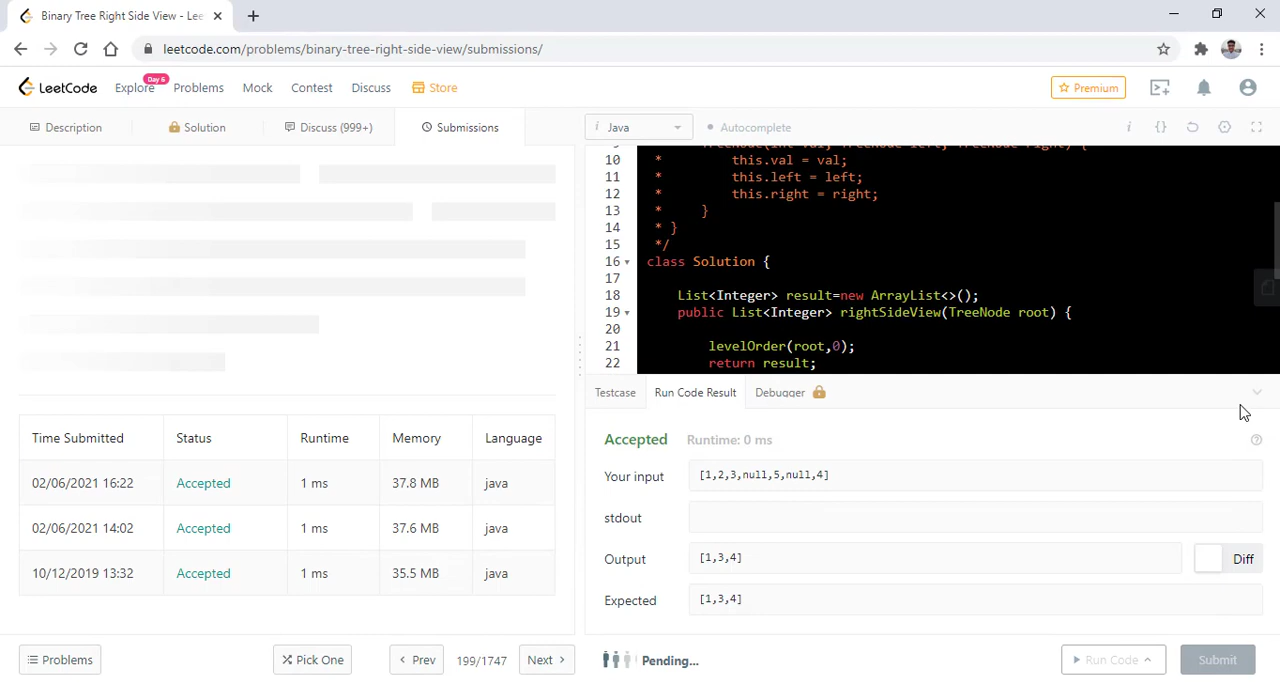 Binary Tree Right Side View - Lee
leetcode.com/problems/binary-tree-right-side-view/submissions/
LeetCode
Explore
Day 6
Problems
Mock
Contest
Discuss
Store
Premium
Description
Solution
Discuss (999+)
Submissions
i Java
Autocomplete
10 * this.val = val;
11 * this.left = left;
12 * this.right = right;
13 * }
14 * }
15 */
16 class Solution {
17
18 List<Integer> result=new ArrayList<>();
19 public List<Integer> rightSideView(TreeNode root) {
20
21 levelOrder(root,0);
22 return result;
Testcase
Run Code Result
Debugger
Accepted Runtime: 0 ms
Your input [1,2,3,null,5,null,4]
stdout
Output [1,3,4] Diff
Expected [1,3,4]
Time Submitted Status Runtime Memory Language
02/06/2021 16:22 Accepted 1 ms 37.8 MB java
02/06/2021 14:02 Accepted 1 ms 37.6 MB java
10/12/2019 13:32 Accepted 1 ms 35.5 MB java
Problems
Pick One
Prev
199/1747
Next
Pending...
Run Code
Submit